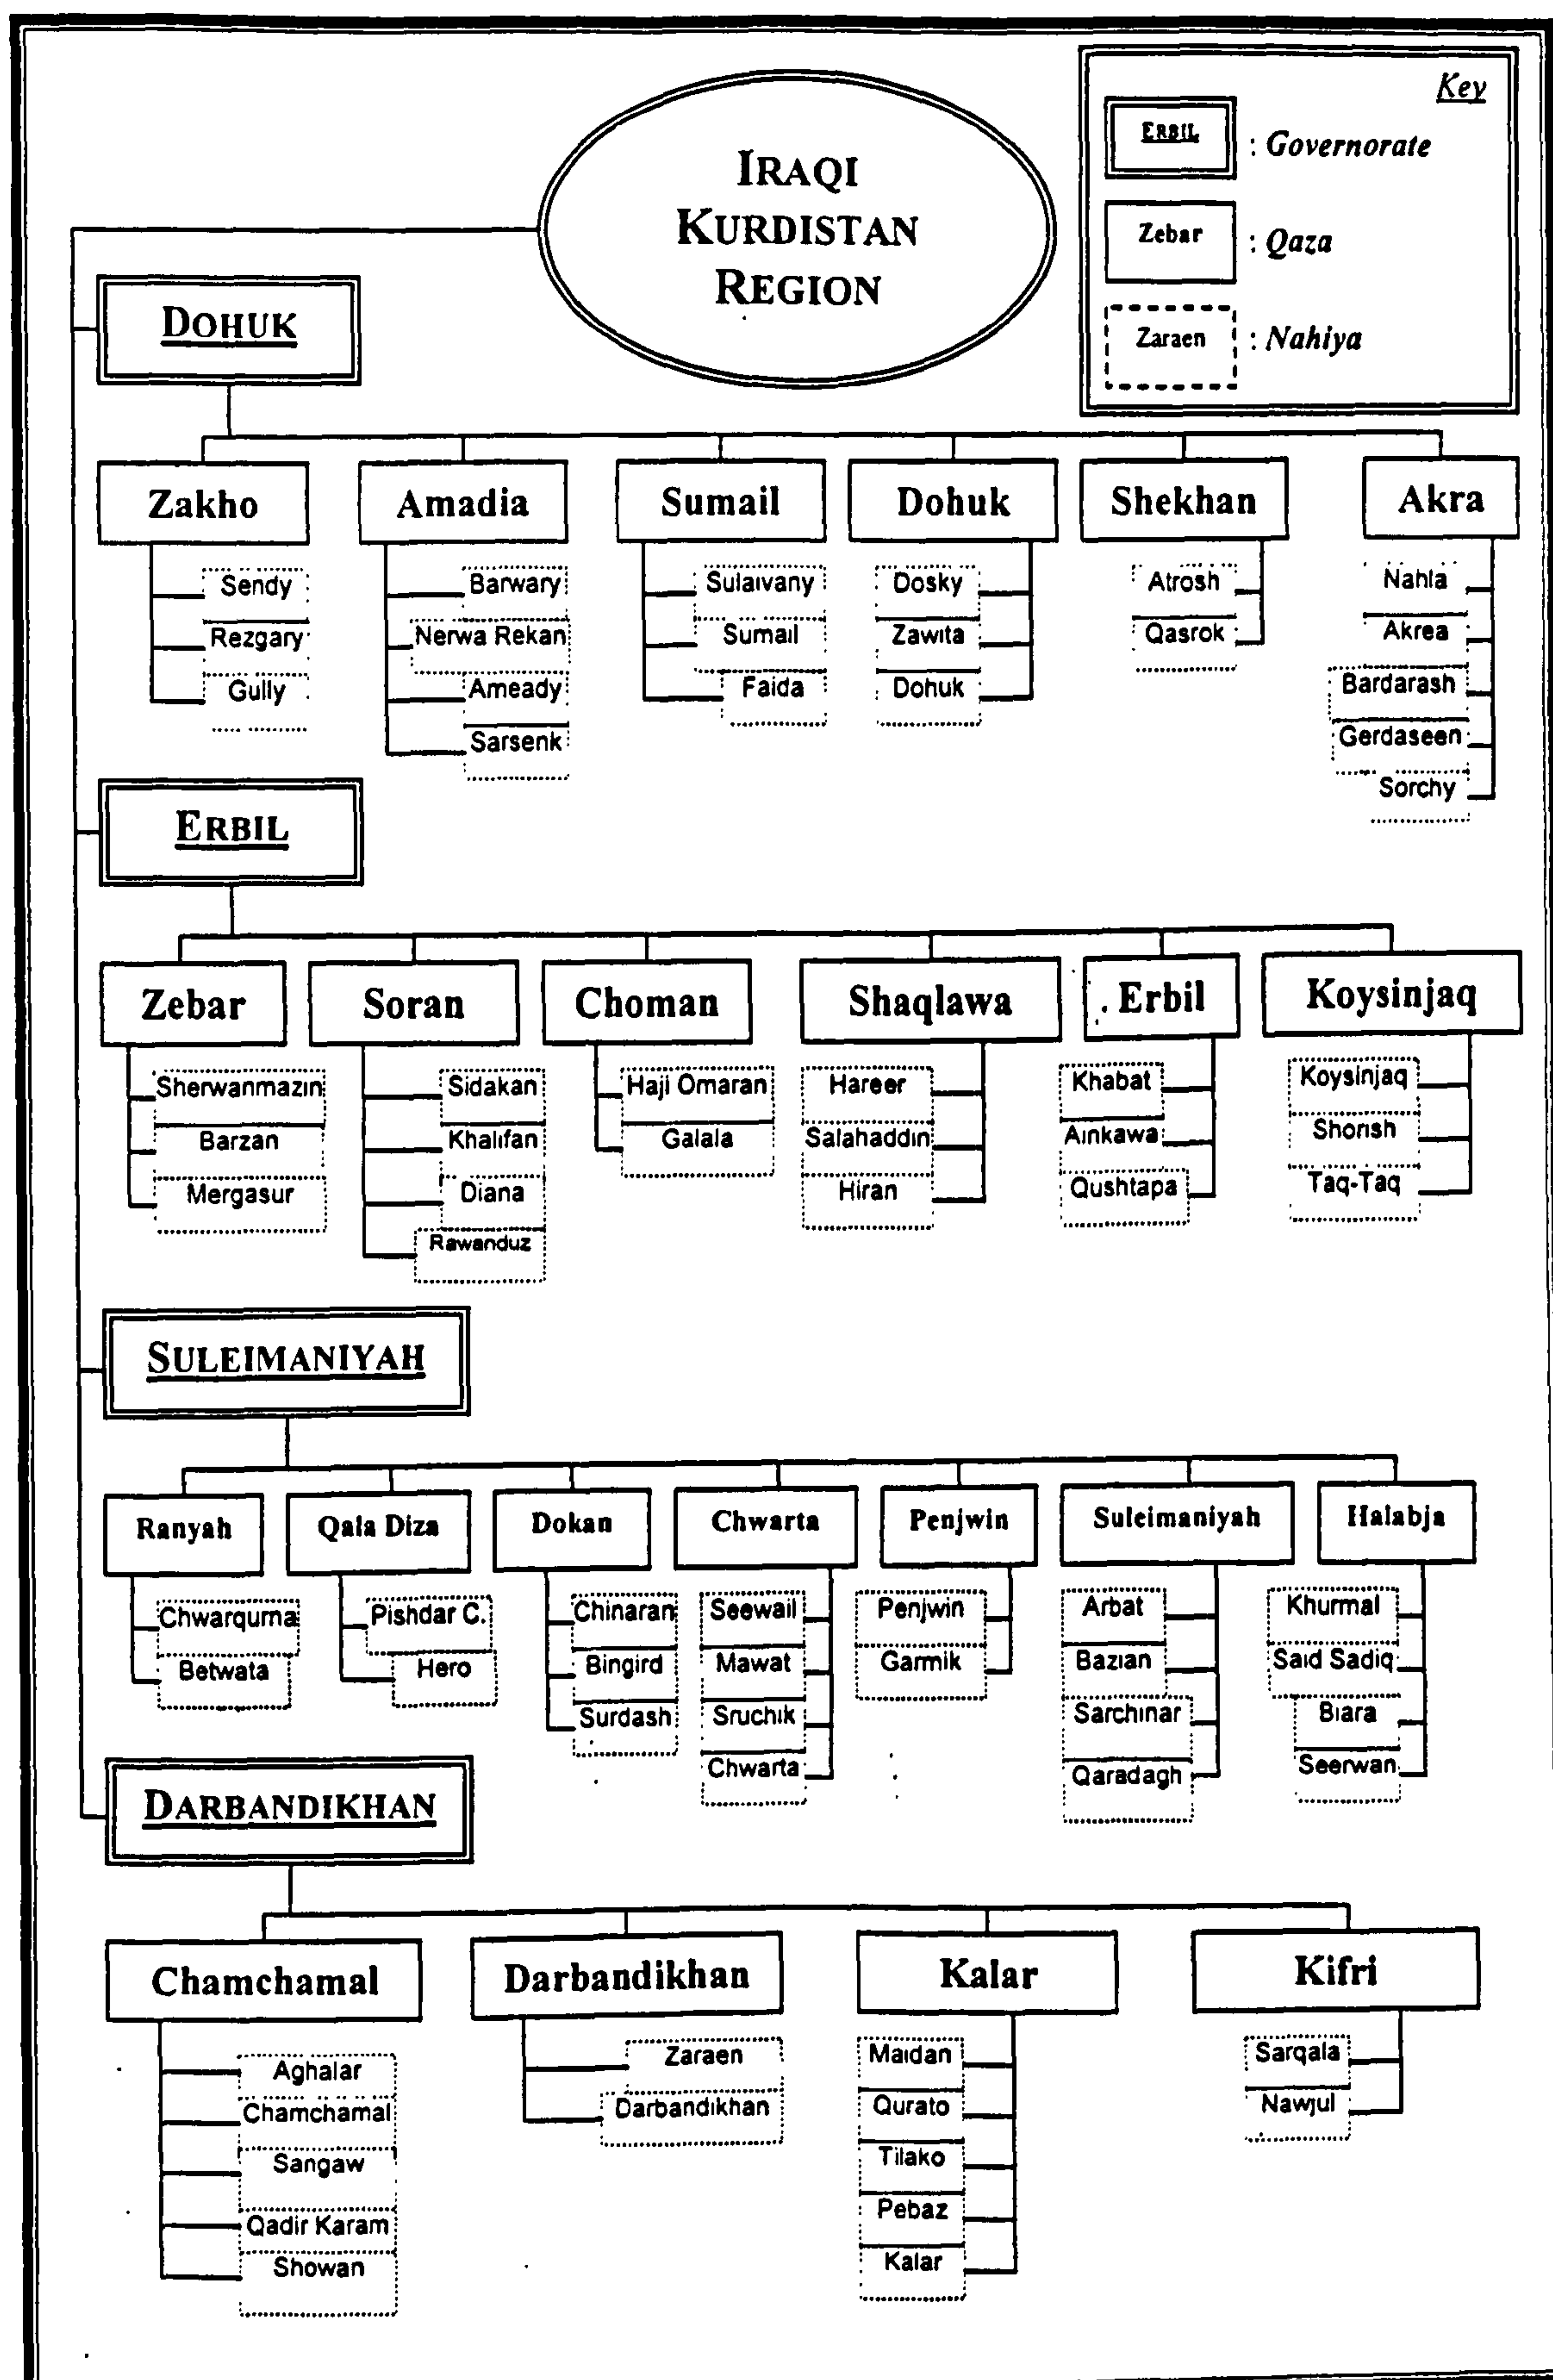 Key
ERBIL : Governorate
Zebar : Qaza
Zaraen : Nahiya
IRAQI
KURDISTAN
REGION
DOHUK
Zakho
Sendy
Rezgary
Gully
Amadia
Barwary
Nerwa Rekan
Ameady
Sarsenk
Sumail
Sulaivany
Sumail
Faida
Dohuk
Dosky
Zawita
Dohuk
Shekhan
Atrosh
Qasrok
Akra
Nahla
Akrea
Bardarash
Gerdaseen
Sorchy
ERBIL
Zebar
Sherwanmazin
Barzan
Mergasur
Soran
Sidakan
Khalifan
Diana
Rawanduz
Choman
Haji Omaran
Galala
Shaqlawa
Hareer
Salahaddin
Hiran
Erbil
Khabat
Ainkawa
Qushtapa
Koysinjaq
Koysinjaq
Shorish
Taq-Taq
SULEIMANIYAH
Ranyah
Chwarqurna
Betwata
Qala Diza
Pishdar C.
Hero
Dokan
Chinaran
Bingird
Surdash
Chwarta
Seewail
Mawat
Sruchik
Chwarta
Penjwin
Penjwin
Garmik
Suleimaniyah
Arbat
Bazian
Sarchinar
Qaradagh
Halabja
Khurmal
Said Sadiq
Biara
Seerwan
DARBANDIKHAN
Chamchamal
Aghalar
Chamchamal
Sangaw
Qadir Karam
Showan
Darbandikhan
Zaraen
Darbandikhan
Kalar
Maidan
Qurato
Tilako
Pebaz
Kalar
Kifri
Sarqala
Nawjul